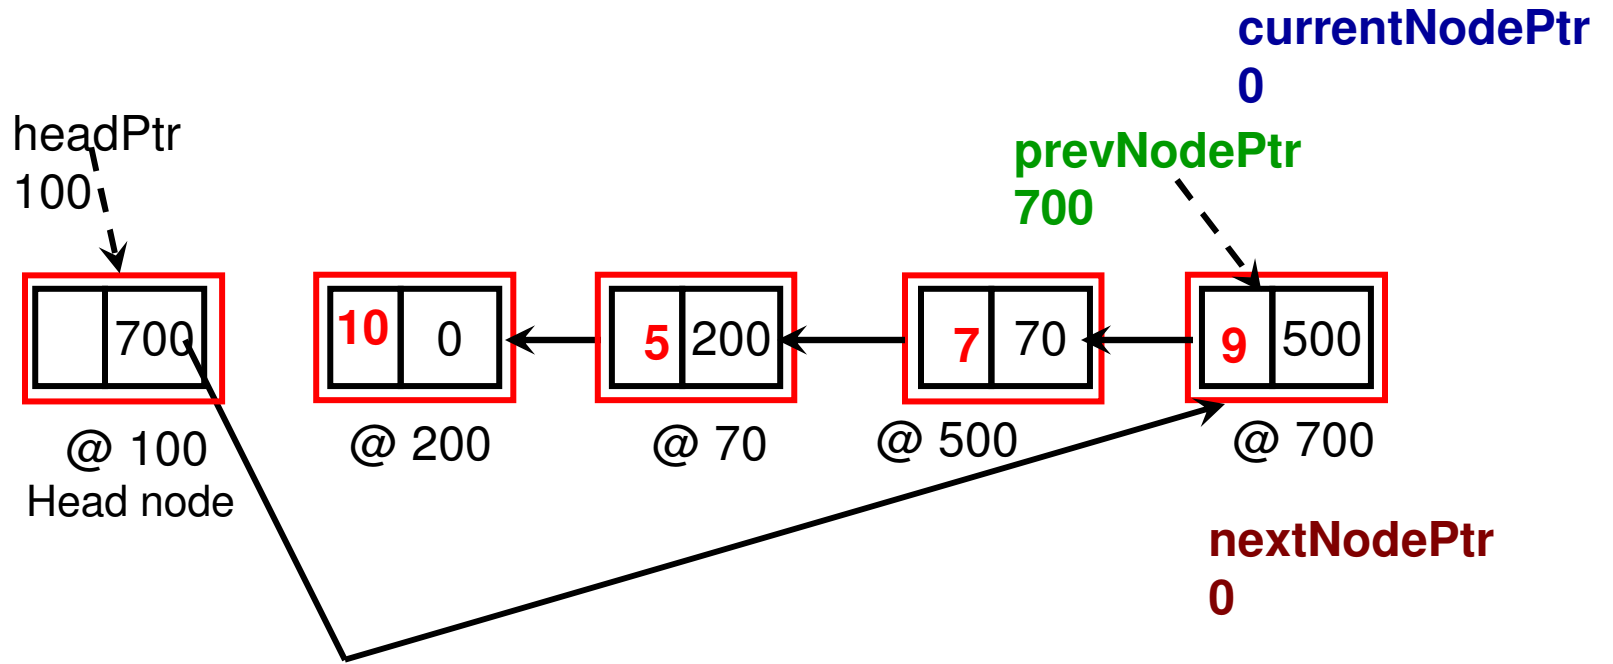 currentNodePtr
0
headPtr
100
prevNodePtr
700
700
10 0
5 200
7 70
9 500
@ 100
Head node
@ 200
@ 70
@ 500
@ 700
nextNodePtr
0